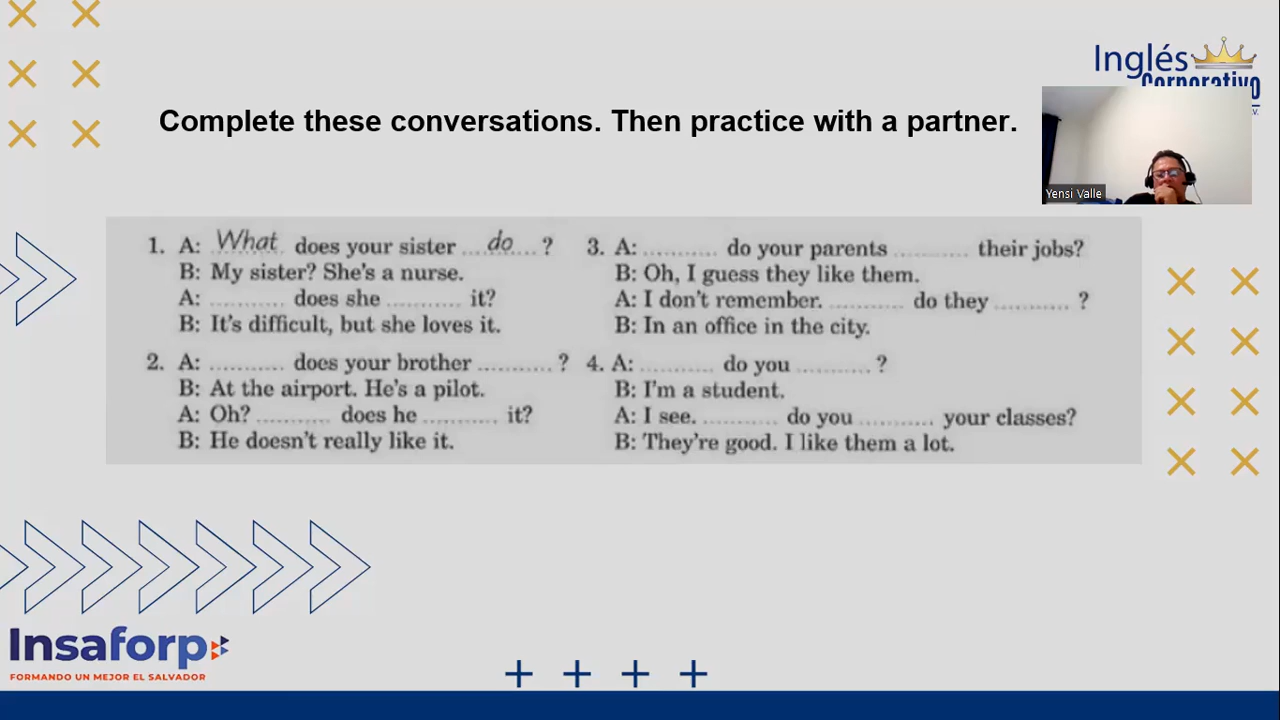 Inglés
Corporativo
V.
Complete these conversations. Then practice with a partner.
Yensi Valle
1. A: What does your sister do ?
B: My sister? She's a nurse.
A: ........... does she ........... it?
B: It's difficult, but she loves it.
2. A: ........... does your brother ........... ?
B: At the airport. He's a pilot.
A: Oh? ........... does he ........... it?
B: He doesn't really like it.
3. A: ........... do your parents ........... their jobs?
B: Oh, I guess they like them.
A: I don't remember. ........... do they ........... ?
B: In an office in the city.
4. A: ........... do you ........... ?
B: I'm a student.
A: I see. ........... do you ........... your classes?
B: They're good. I like them a lot.
Insaforp
FORMANDO UN MEJOR EL SALVADOR